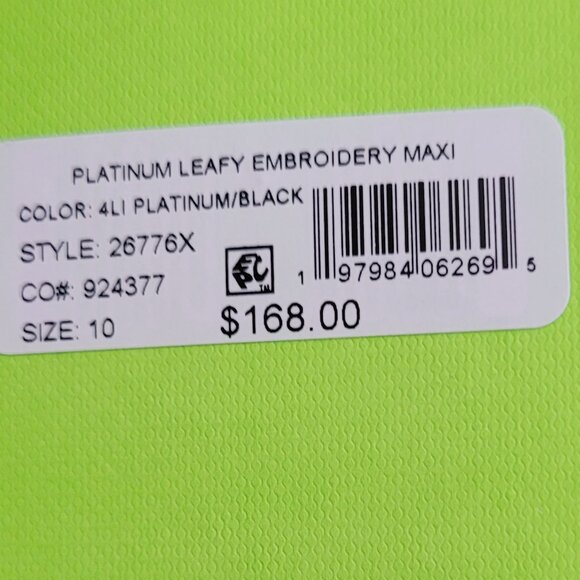 PLATINUM LEAFY EMBROIDERY MAXI
COLOR: 4LI PLATINUM/BLACK
STYLE: 26776X
CO#: 924377
SIZE: 10
TM
$168.00
1 97984 06269 5